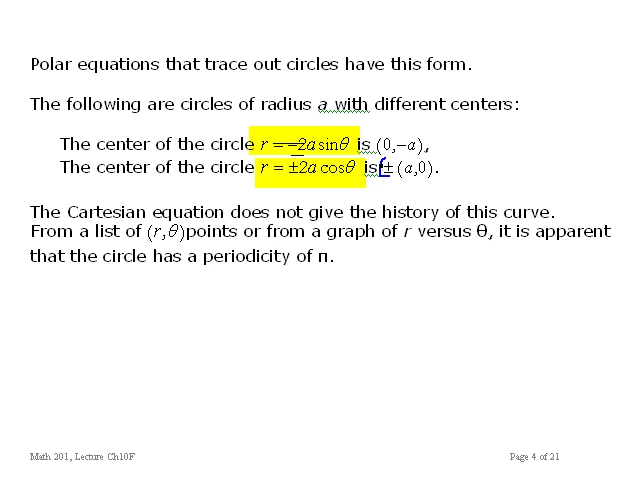 Polar equations that trace out circles have this form.
The following are circles of radius a with different centers:
The center of the circle r = −2a sinθ is (0,−a),
The center of the circle r = ±2a cosθ is ± (a,0).
The Cartesian equation does not give the history of this curve.
From a list of (r,θ)points or from a graph of r versus θ, it is apparent
that the circle has a periodicity of π.
Math 201, Lecture Ch10F Page 4 of 21